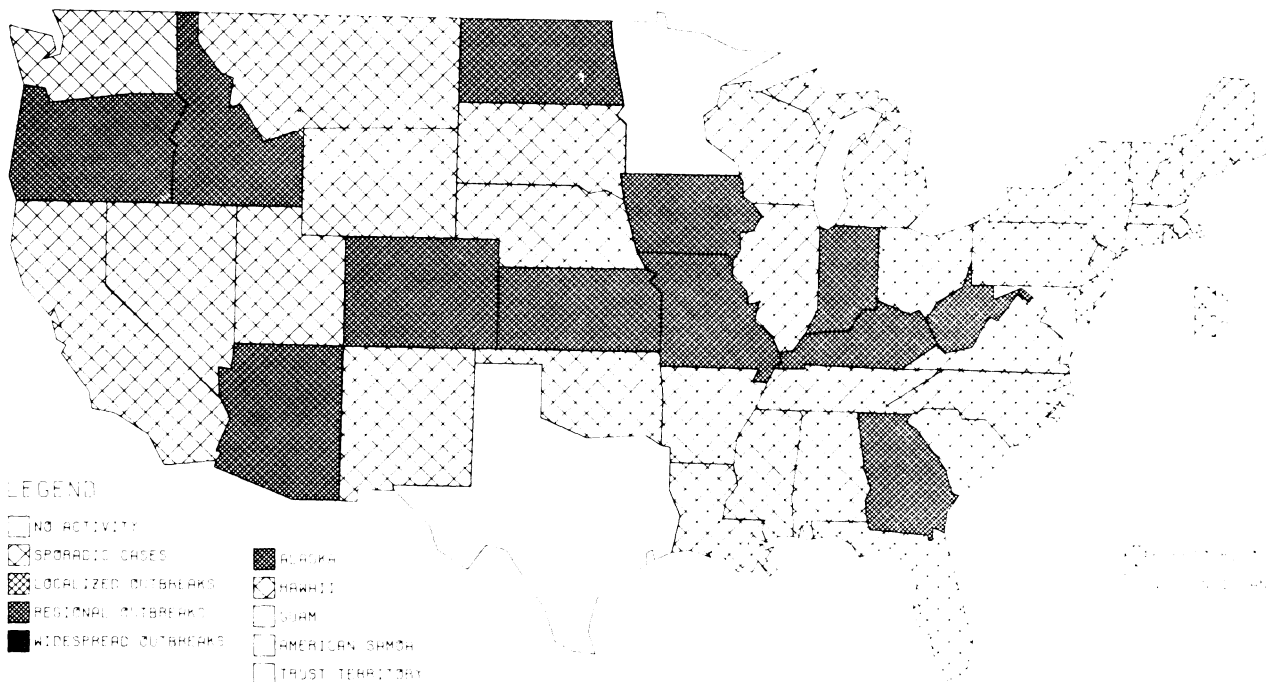 LEGEND
NO ACTIVITY
SPORADIC CASES
LOCALIZED OUTBREAKS
REGIONAL OUTBREAKS
WIDESPREAD OUTBREAKS
ALASKA
HAWAII
GUAM
AMERICAN SAMOA
TRUST TERRITORY